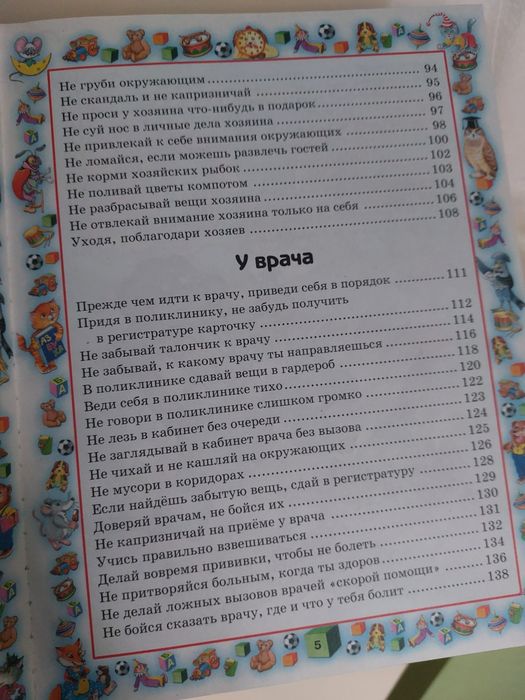 Не груби окружающим 94
Не скандаль и не капризничай 95
Не проси у хозяина что-нибудь в подарок 96
Не суй нос в личные дела хозяина 97
Не привлекай к себе внимания окружающих 98
Не ломайся, если можешь развлечь гостей 100
Не корми хозяйских рыбок 102
Не поливай цветы компотом 103
Не разбрасывай вещи хозяина 104
Не отвлекай внимание хозяина только на себя 106
Уходя, поблагодари хозяев 108
У врача
Прежде чем идти к врачу, приведи себя в порядок 111
Придя в поликлинику, не забудь получить
в регистратуре карточку 112
Не забывай талончик к врачу 114
Не забывай, к какому врачу ты направляешься 116
В поликлинике сдавай вещи в гардероб 118
Веди себя в поликлинике тихо 120
Не говори в поликлинике слишком громко 122
Не лезь в кабинет без очереди 123
Не заглядывай в кабинет врача без вызова 124
Не чихай и не кашляй на окружающих 125
Не мусори в коридорах 126
Если найдёшь забытую вещь, сдай в регистратуру 128
Доверяй врачам, не бойся их 129
Не капризничай на приёме у врача 130
Учись правильно взвешиваться 131
Делай вовремя прививки, чтобы не болеть 132
Не притворяйся больным, когда ты здоров 134
Не делай ложных вызовов врачей «скорой помощи» 136
Не бойся сказать врачу, где и что у тебя болит 138
5